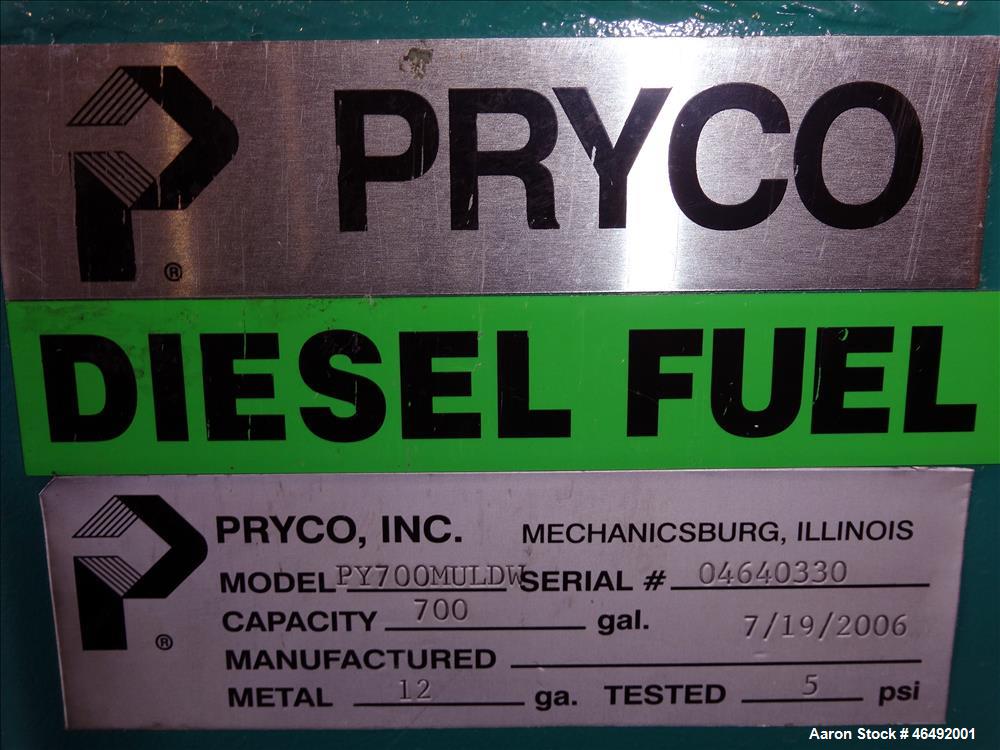 PRYCO
®
DIESEL FUEL
PRYCO, INC. MECHANICSBURG, ILLINOIS
MODEL PY700MULDW SERIAL # 04640330
CAPACITY 700 gal. 7/19/2006
® MANUFACTURED
METAL 12 ga. TESTED 5 psi
Aaron Stock # 46492001